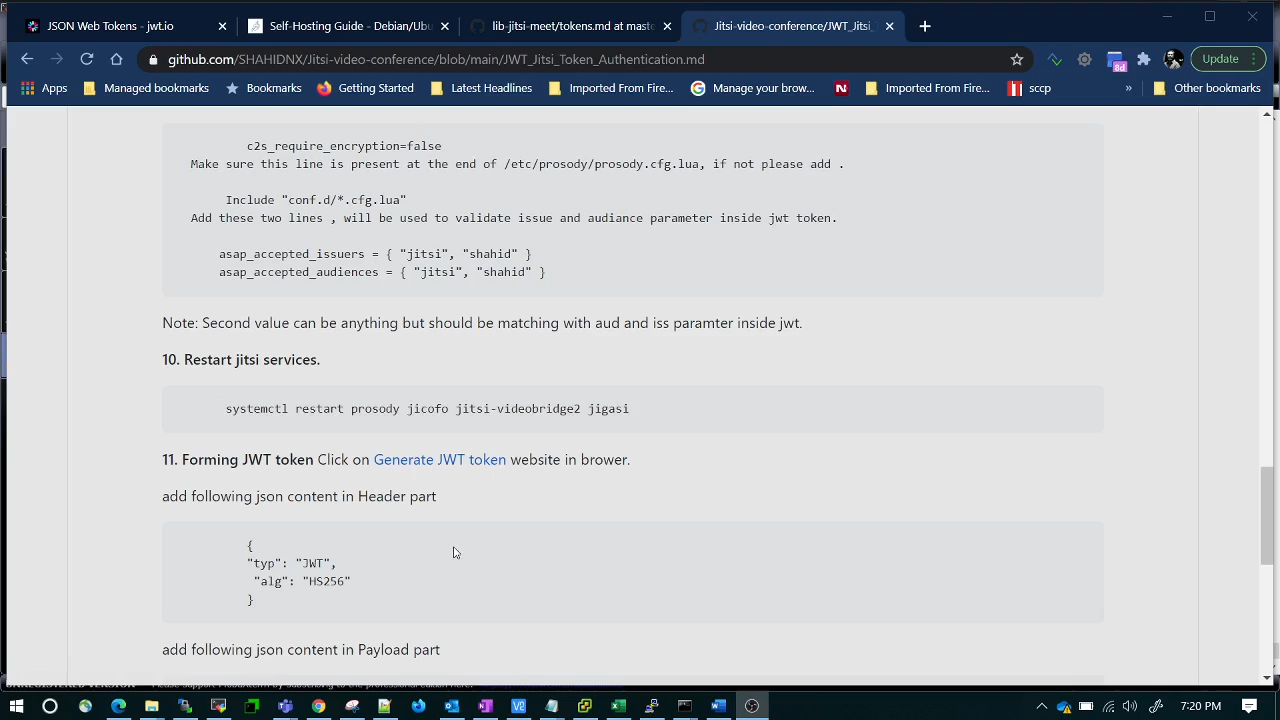 JSON Web Tokens - jwt.io
Self-Hosting Guide - Debian/Ubu
lib-jitsi-meet/tokens.md at maste
Jitsi-video-conference/JWT_Jitsi_
github.com/SHAHIDNX/Jitsi-video-conference/blob/main/JWT_Jitsi_Token_Authentication.md
8d
Update
Apps
Managed bookmarks
Bookmarks
Getting Started
Latest Headlines
Imported From Fire...
Manage your brow...
N
Imported From Fire...
sccp
»
Other bookmarks
c2s_require_encryption=false
Make sure this line is present at the end of /etc/prosody/prosody.cfg.lua, if not please add .
Include "conf.d/*.cfg.lua"
Add these two lines , will be used to validate issue and audiance parameter inside jwt token.
asap_accepted_issuers = { "jitsi", "shahid" }
asap_accepted_audiences = { "jitsi", "shahid" }
Note: Second value can be anything but should be matching with aud and iss paramter inside jwt.
10. Restart jitsi services.
systemctl restart prosody jicofo jitsi-videobridge2 jigasi
11. Forming JWT token Click on Generate JWT token website in brower.
add following json content in Header part
{
"typ": "JWT",
"alg": "HS256"
}
add following json content in Payload part
7:20 PM